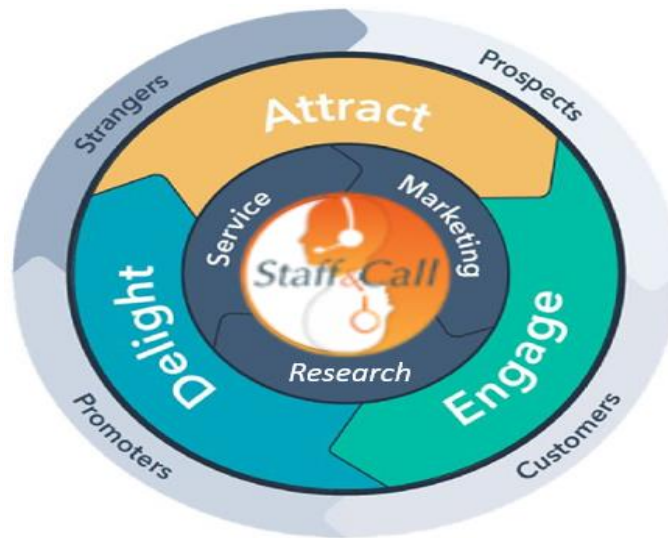 Strangers
Prospects
Attract
Service
Marketing
Staff&Call
Delight
Engage
Research
Promoters
Customers